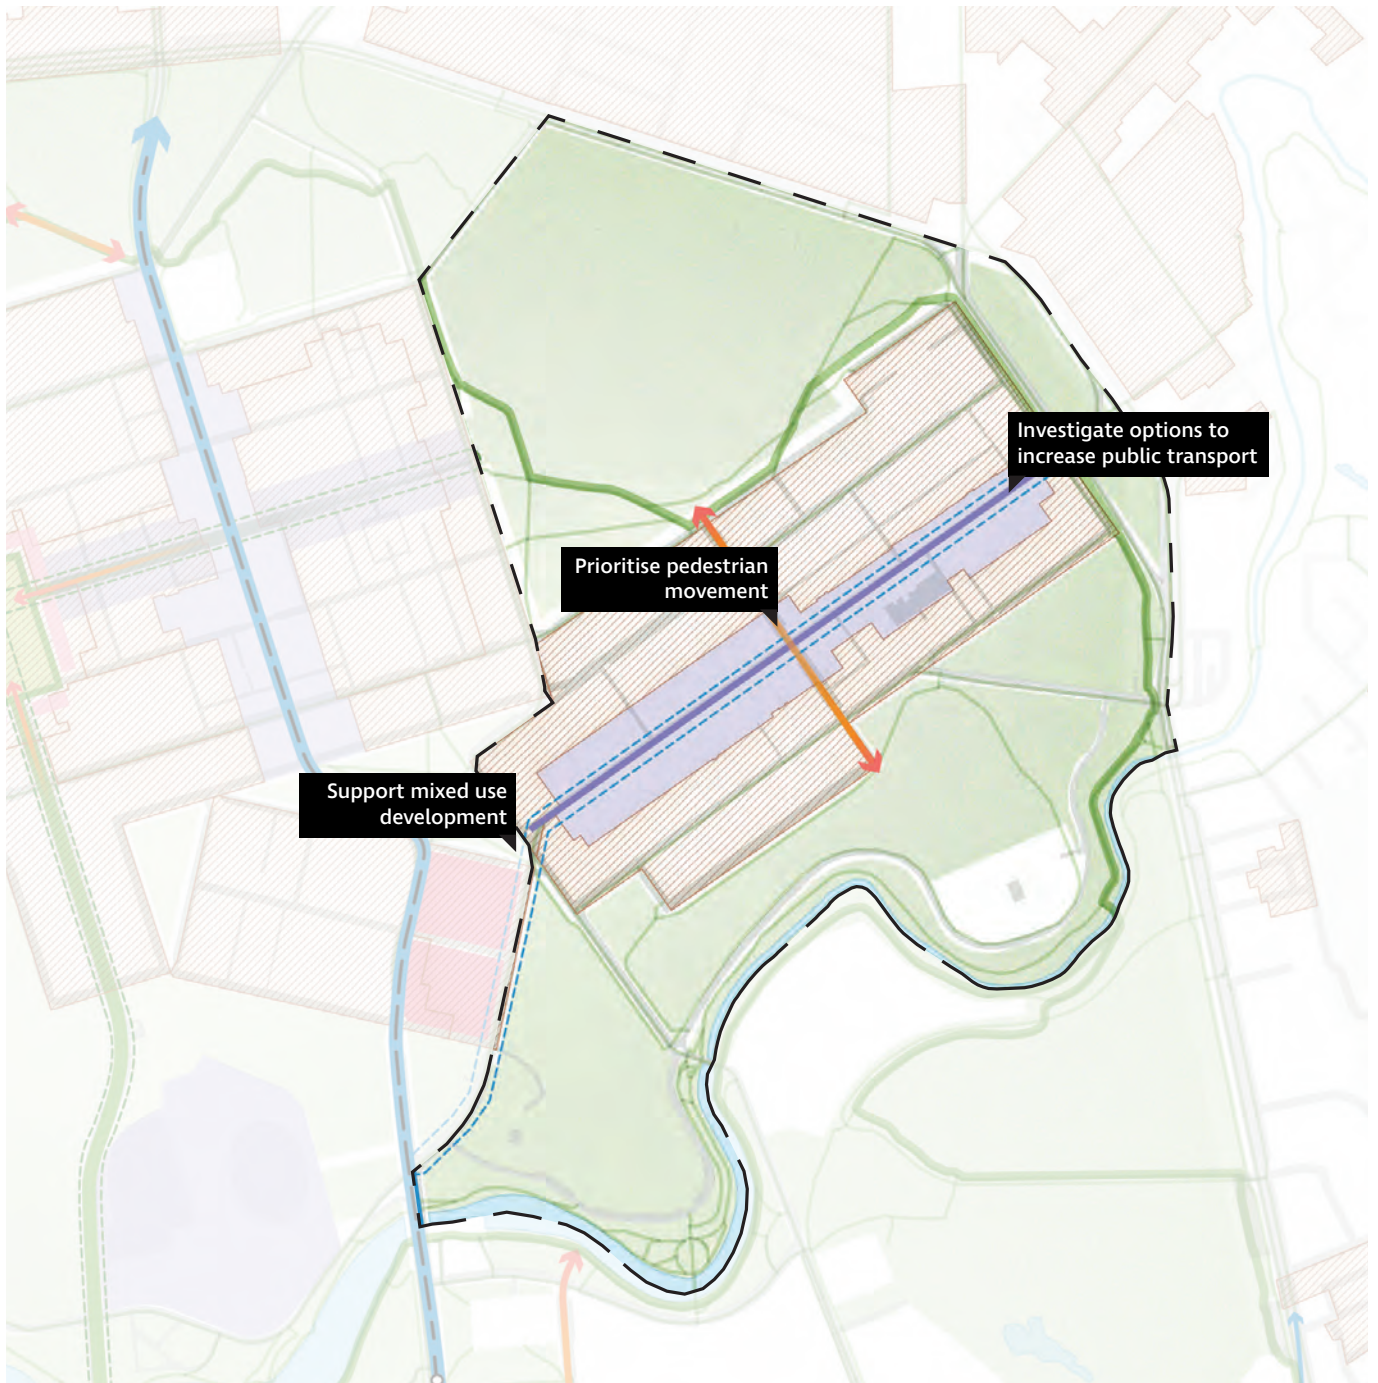 Investigate options to
increase public transport
Prioritise pedestrian
movement
Support mixed use
development